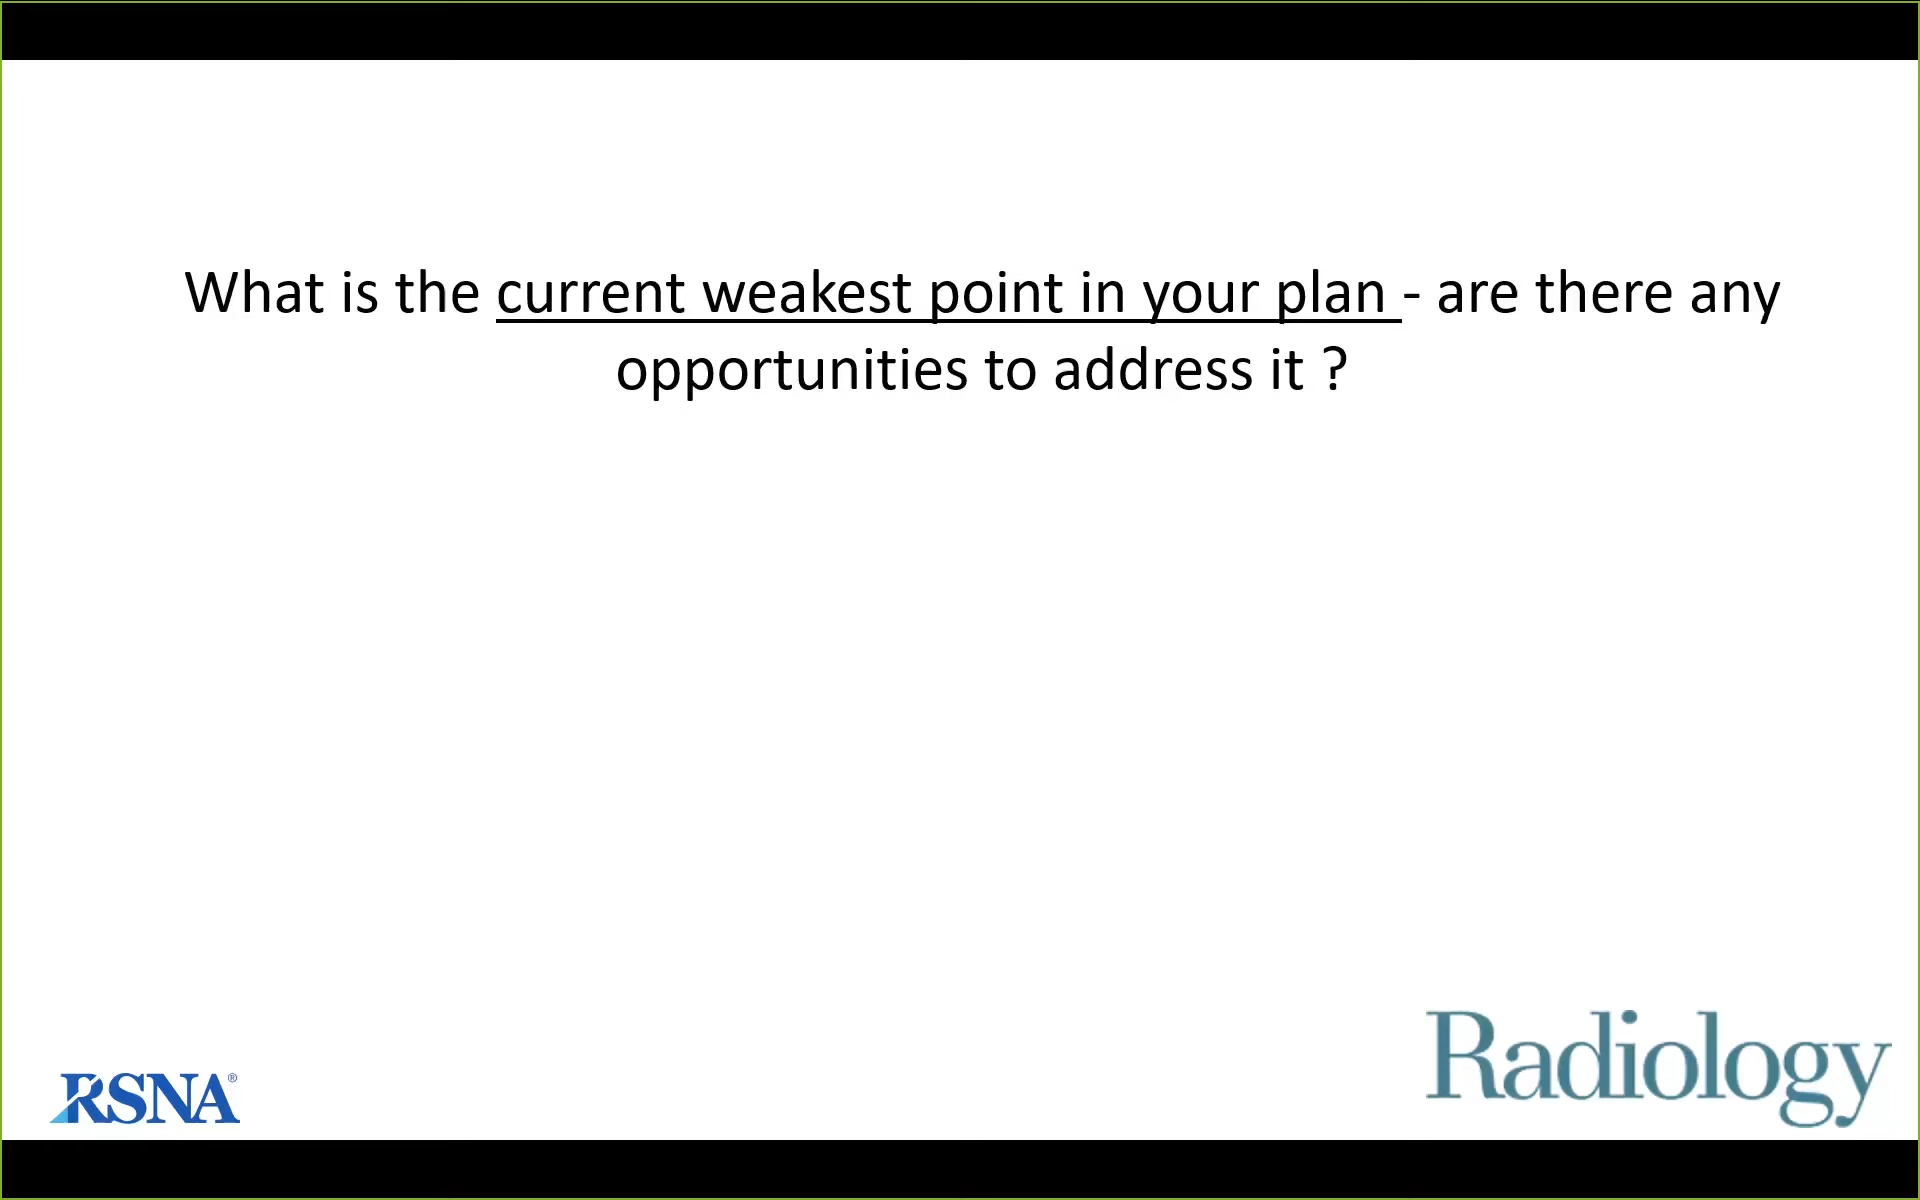 What is the current weakest point in your plan - are there any
opportunities to address it ?
Radiology
RSNA®